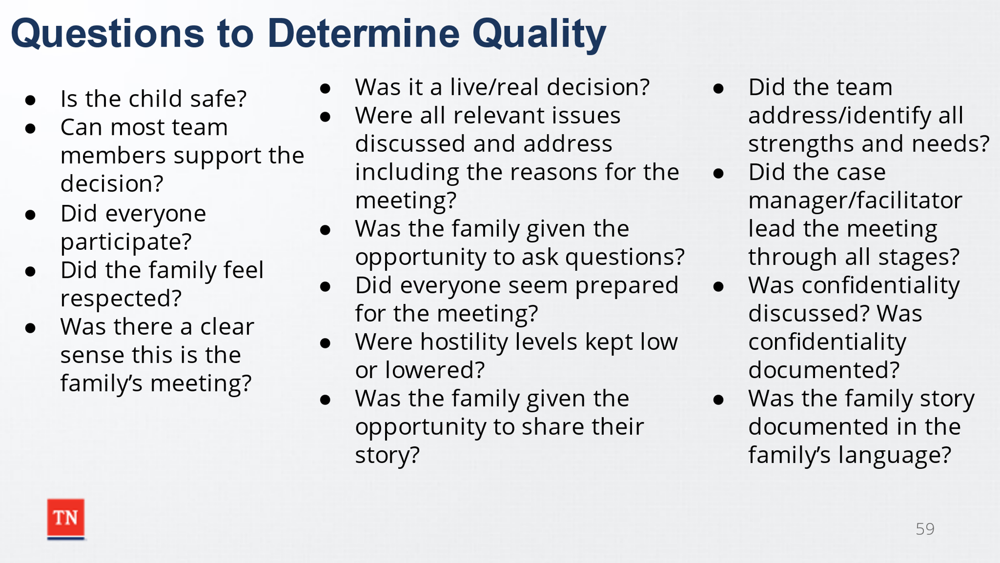 Questions to Determine Quality
● Is the child safe?
● Can most team
members support the
decision?
● Did everyone
participate?
● Did the family feel
respected?
● Was there a clear
sense this is the
family’s meeting?
● Was it a live/real decision?
● Were all relevant issues
discussed and address
including the reasons for the
meeting?
● Was the family given the
opportunity to ask questions?
● Did everyone seem prepared
for the meeting?
● Were hostility levels kept low
or lowered?
● Was the family given the
opportunity to share their
story?
● Did the team
address/identify all
strengths and needs?
● Did the case
manager/facilitator
lead the meeting
through all stages?
● Was confidentiality
discussed? Was
confidentiality
documented?
● Was the family story
documented in the
family’s language?
TN
59